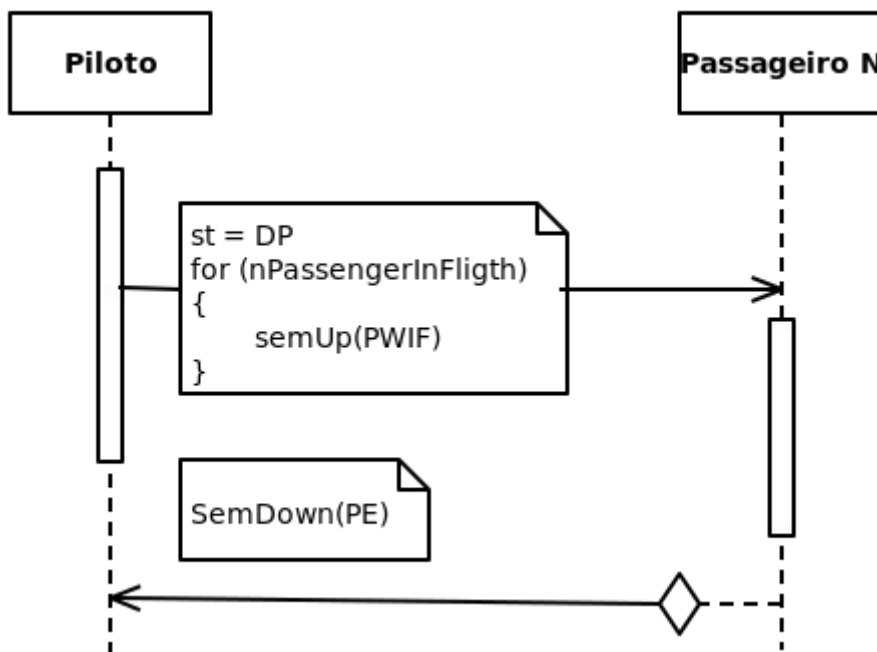 Piloto
Passageiro N
st = DP
for (nPassengerInFligth)
{
semUp(PWIF)
}
SemDown(PE)